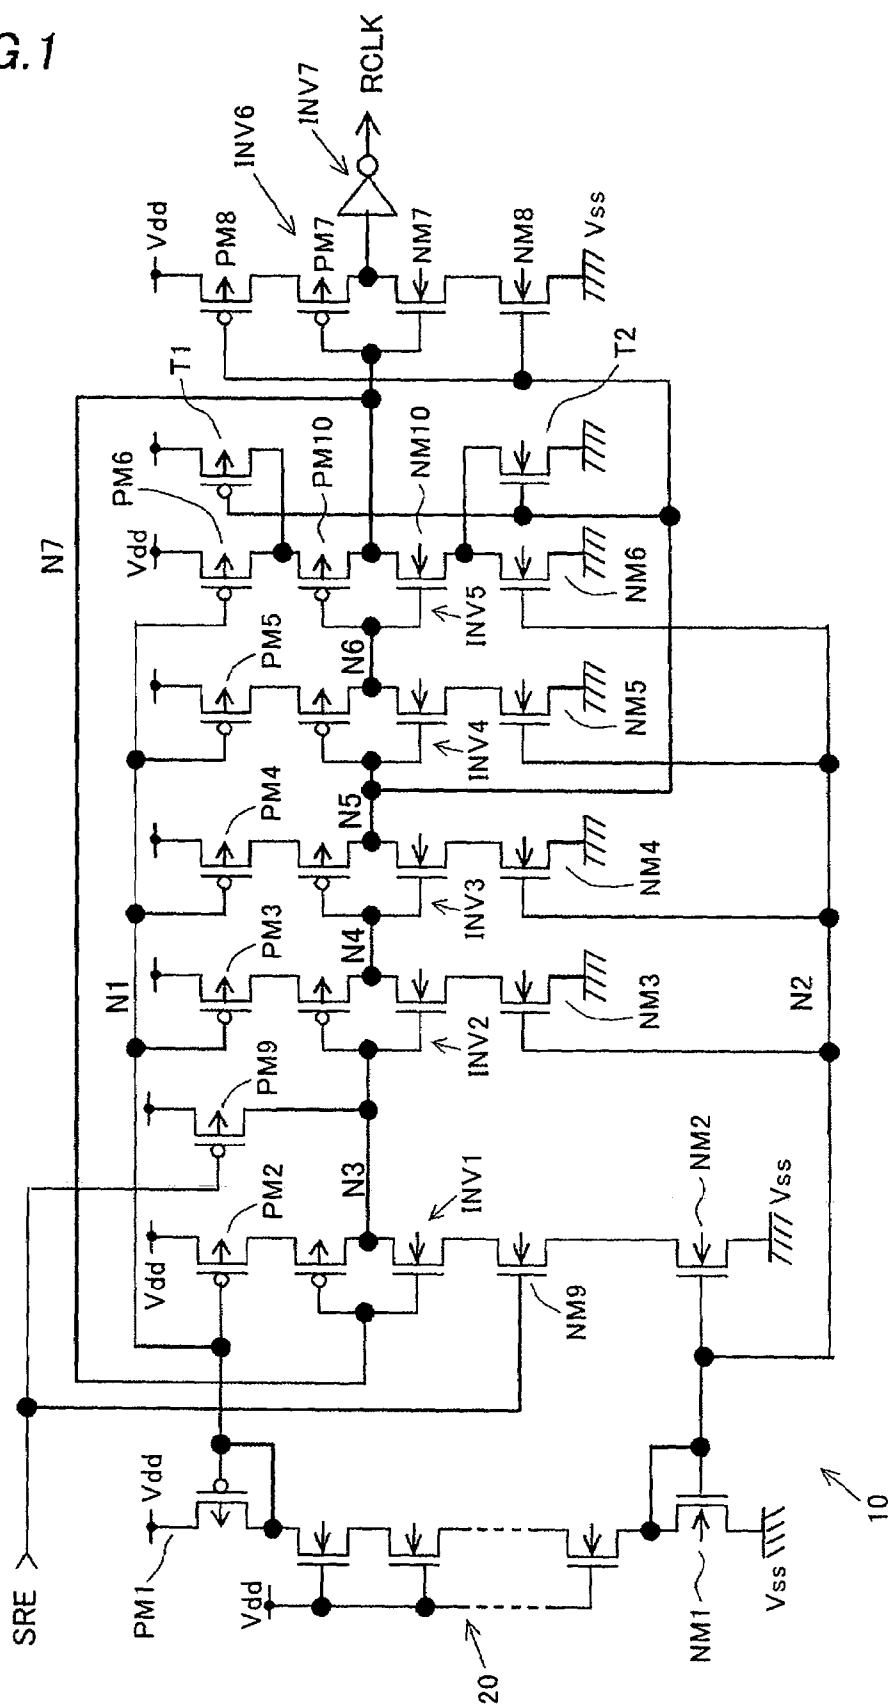 G.1
SRE
RCLK
INV7
INV6
Vdd
PM8
PM7
NM7
NM8
Vss
T1
T2
PM6
Vdd
PM10
NM10
INV5
NM6
N7
N6
PM5
INV4
NM5
N5
PM4
INV3
NM4
N4
PM3
INV2
NM3
N1
N2
PM9
N3
PM2
Vdd
INV1
NM9
NM2
Vss
Vdd
PM1
Vdd
20
NM1
Vss
10